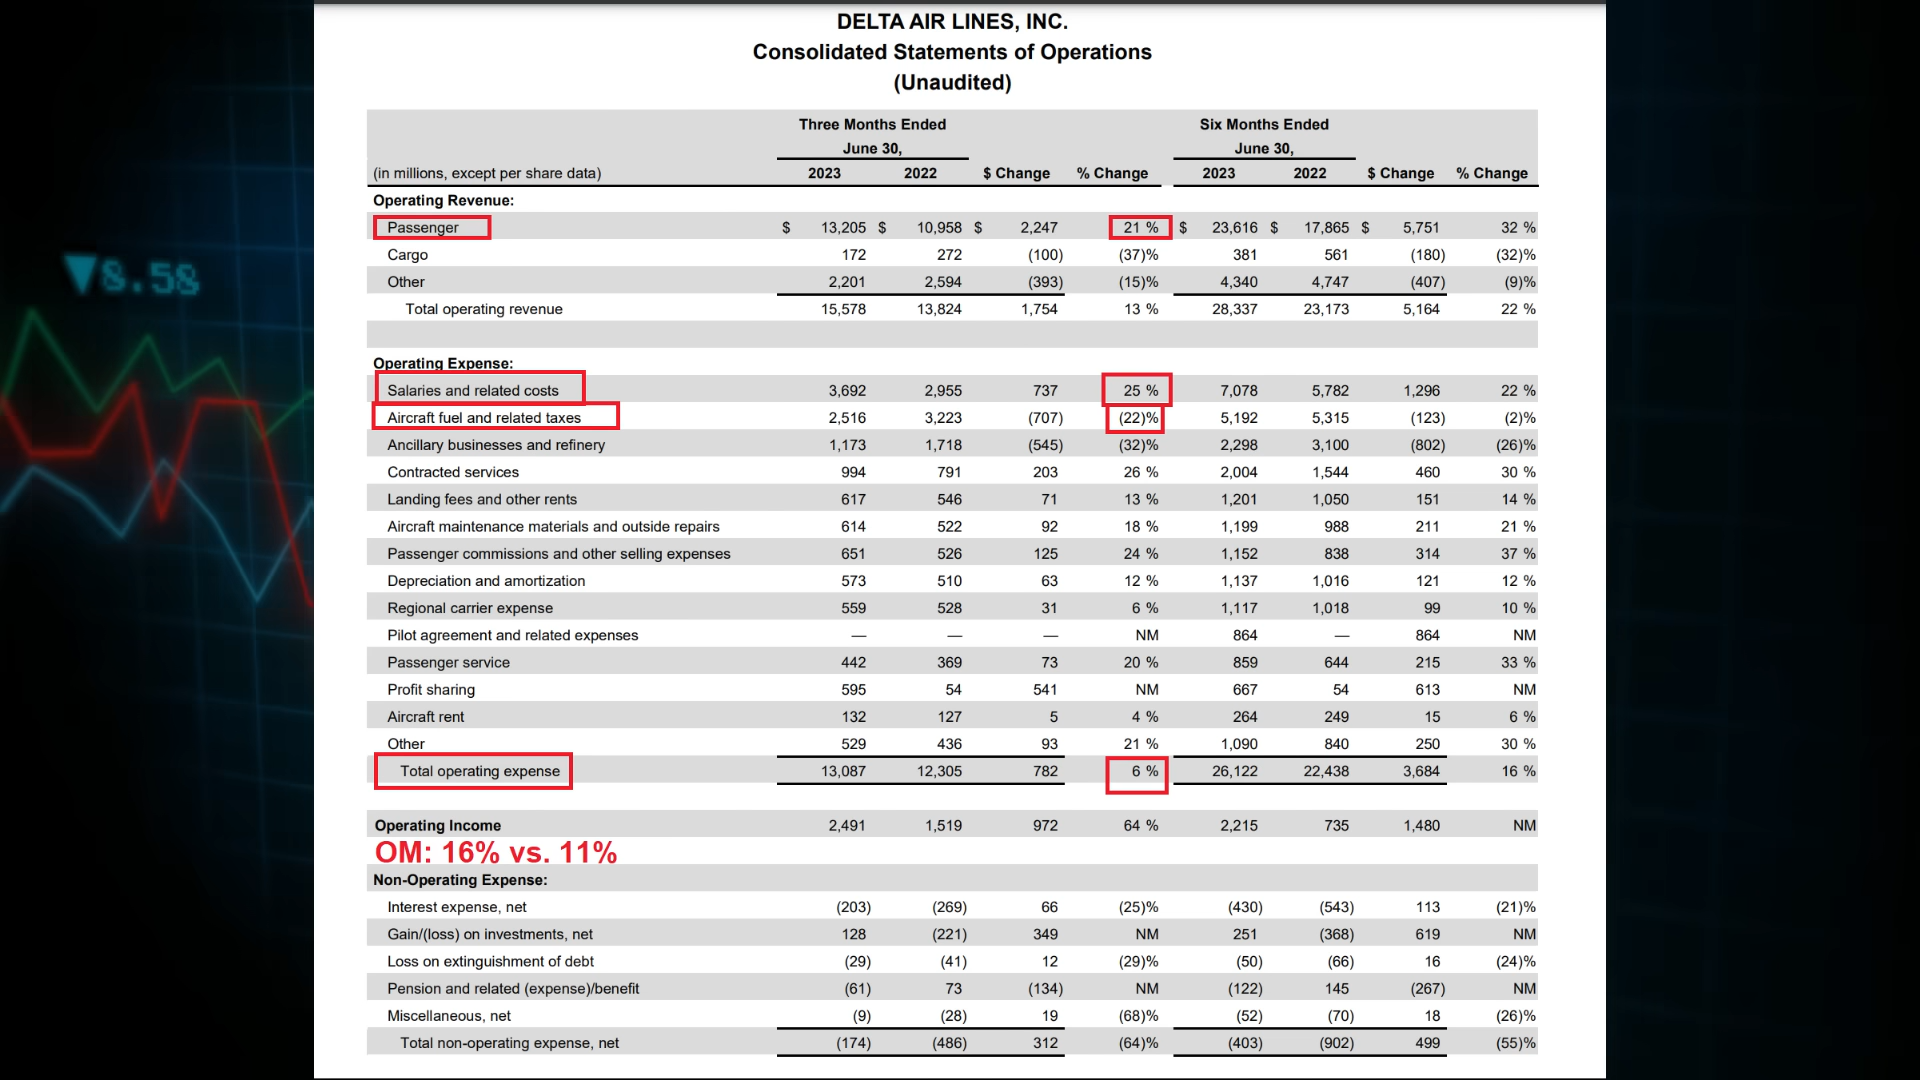 DELTA AIR LINES, INC.
Consolidated Statements of Operations
(Unaudited)
Three Months Ended Six Months Ended
June 30, June 30,
(in millions, except per share data) 2023 2022 $ Change % Change 2023 2022 $ Change % Change
Operating Revenue:
Passenger $ 13,205 $ 10,958 $ 2,247 21 % $ 23,616 $ 17,865 $ 5,751 32 %
Cargo 172 272 (100) (37)% 381 561 (180) (32)%
▼8.58
Other 2,201 2,594 (393) (15)% 4,340 4,747 (407) (9)%
Total operating revenue 15,578 13,824 1,754 13 % 28,337 23,173 5,164 22 %
Operating Expense:
Salaries and related costs 3,692 2,955 737 25 % 7,078 5,782 1,296 22 %
Aircraft fuel and related taxes 2,516 3,223 (707) (22)% 5,192 5,315 (123) (2)%
Ancillary businesses and refinery 1,173 1,718 (545) (32)% 2,298 3,100 (802) (26)%
Contracted services 994 791 203 26 % 2,004 1,544 460 30 %
Landing fees and other rents 617 546 71 13 % 1,201 1,050 151 14 %
Aircraft maintenance materials and outside repairs 614 522 92 18 % 1,199 988 211 21 %
Passenger commissions and other selling expenses 651 526 125 24 % 1,152 838 314 37 %
Depreciation and amortization 573 510 63 12 % 1,137 1,016 121 12 %
Regional carrier expense 559 528 31 6 % 1,117 1,018 99 10 %
Pilot agreement and related expenses — — — NM 864 — 864 NM
Passenger service 442 369 73 20 % 859 644 215 33 %
Profit sharing 595 54 541 NM 667 54 613 NM
Aircraft rent 132 127 5 4 % 264 249 15 6 %
Other 529 436 93 21 % 1,090 840 250 30 %
Total operating expense 13,087 12,305 782 6 % 26,122 22,438 3,684 16 %
Operating Income 2,491 1,519 972 64 % 2,215 735 1,480 NM
OM: 16% vs. 11%
Non-Operating Expense:
Interest expense, net (203) (269) 66 (25)% (430) (543) 113 (21)%
Gain/(loss) on investments, net 128 (221) 349 NM 251 (368) 619 NM
Loss on extinguishment of debt (29) (41) 12 (29)% (50) (66) 16 (24)%
Pension and related (expense)/benefit (61) 73 (134) NM (122) 145 (267) NM
Miscellaneous, net (9) (28) 19 (68)% (52) (70) 18 (26)%
Total non-operating expense, net (174) (486) 312 (64)% (403) (902) 499 (55)%